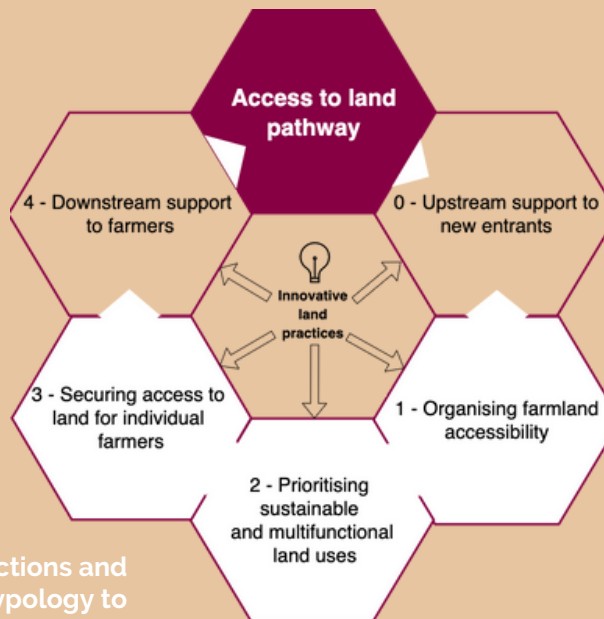 Access to land
pathway
4 - Downstream support
to farmers
0 - Upstream support to
new entrants
Innovative
land
practices
3 - Securing access to
land for individual
farmers
1 - Organising farmland
accessibility
2 - Prioritising
sustainable
and multifunctional
land uses
ctions and
ypology to